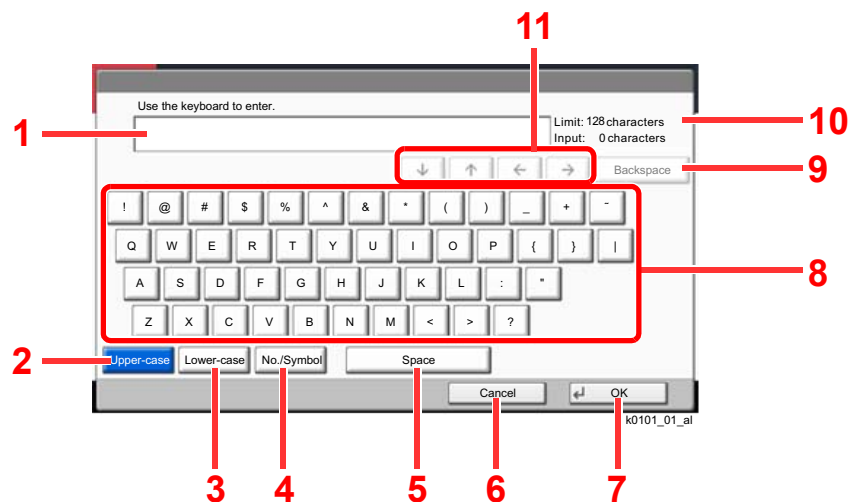 11
Use the keyboard to enter.
1
Limit: 128 characters
Input: 0 characters
10
↓ ↑ ← → Backspace
9
! @ # $ % ^ & * ( ) _ + ~
Q W E R T Y U I O P { } |
A S D F G H J K L : "
8
Z X C V B N M < > ?
2
Upper-case Lower-case No./Symbol Space
Cancel ↵ OK
k0101_01_al
3 4 5 6 7